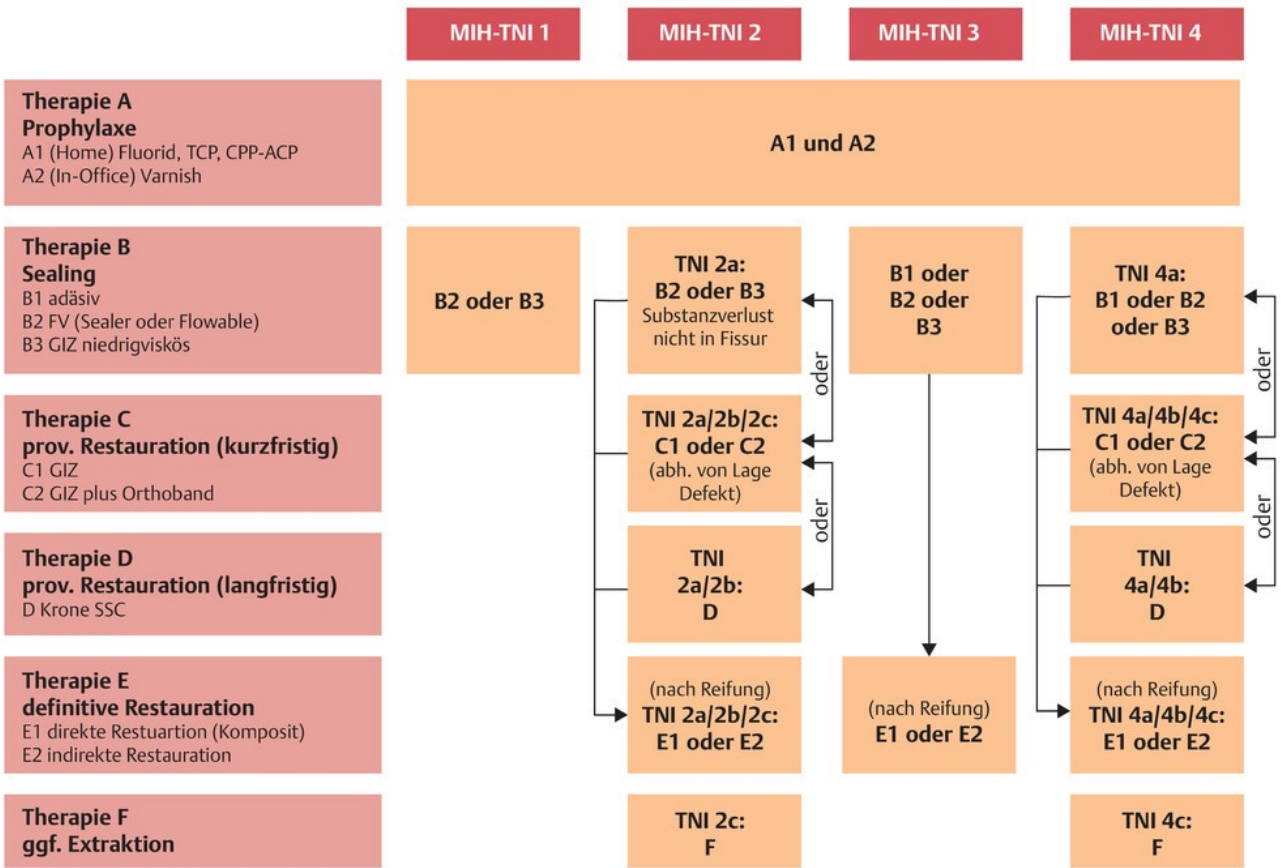 MIH-TNI 1
MIH-TNI 2
MIH-TNI 3
MIH-TNI 4
Therapie A
Prophylaxe
A1 (Home) Fluorid, TCP, CPP-ACP
A2 (In-Office) Varnish
A1 und A2
Therapie B
Sealing
B1 adäsiv
B2 FV (Sealer oder Flowable)
B3 GIZ niedrigviskös
B2 oder B3
TNI 2a:
B2 oder B3
Substanzverlust
nicht in Fissur
oder
B1 oder
B2 oder
B3
TNI 4a:
B1 oder B2
oder B3
oder
Therapie C
prov. Restauration (kurzfristig)
C1 GIZ
C2 GIZ plus Orthoband
TNI 2a/2b/2c:
C1 oder C2
(abh. von Lage
Defekt)
oder
TNI 4a/4b/4c:
C1 oder C2
(abh. von Lage
Defekt)
oder
Therapie D
prov. Restauration (langfristig)
D Krone SSC
TNI
2a/2b:
D
TNI
4a/4b:
D
Therapie E
definitive Restauration
E1 direkte Restuartion (Komposit)
E2 indirekte Restauration
(nach Reifung)
TNI 2a/2b/2c:
E1 oder E2
(nach Reifung)
E1 oder E2
(nach Reifung)
TNI 4a/4b/4c:
E1 oder E2
Therapie F
ggf. Extraktion
TNI 2c:
F
TNI 4c:
F